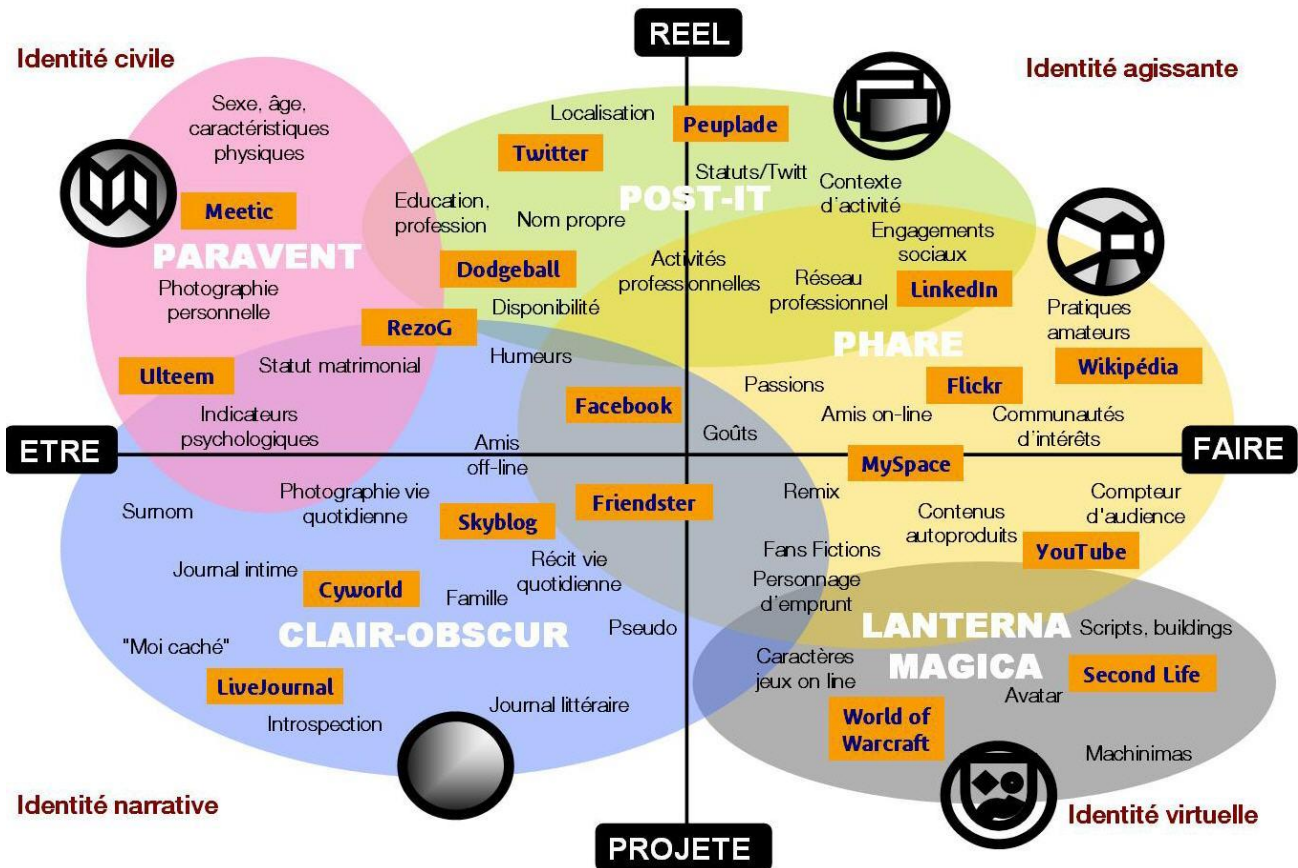 REEL
Identité civile
Identité agissante
Sexe, âge,
caractéristiques
physiques
Localisation
Peuplade
Twitter
Statuts/Twitt
Contexte
d'activité
Meetic
Education,
profession
Nom propre
POST-IT
Engagements
sociaux
PARAVENT
Dodgeball
Activités
professionnelles
Réseau
professionnel
LinkedIn
Photographie
personnelle
Disponibilité
Pratiques
amateurs
RezoG
Humeurs
PHARE
Wikipédia
Ulteem
Statut matrimonial
Passions
Flickr
Facebook
Indicateurs
psychologiques
Amis on-line
Communautés
d'intérêts
Goûts
ETRE
Amis
off-line
MySpace
FAIRE
Surnom
Photographie vie
quotidienne
Skyblog
Friendster
Remix
Contenus
autoproduits
Compteur
d'audience
Fans Fictions
YouTube
Journal intime
Récit vie
quotidienne
Cyworld
Famille
Personnage
d'emprunt
CLAIR-OBSCUR
Pseudo
LANTERNA
MAGICA
Scripts, buildings
"Moi caché"
Caractères
jeux on line
Second Life
LiveJournal
Avatar
Introspection
Journal littéraire
World of
Warcraft
Machinimas
Identité narrative
Identité virtuelle
PROJETE